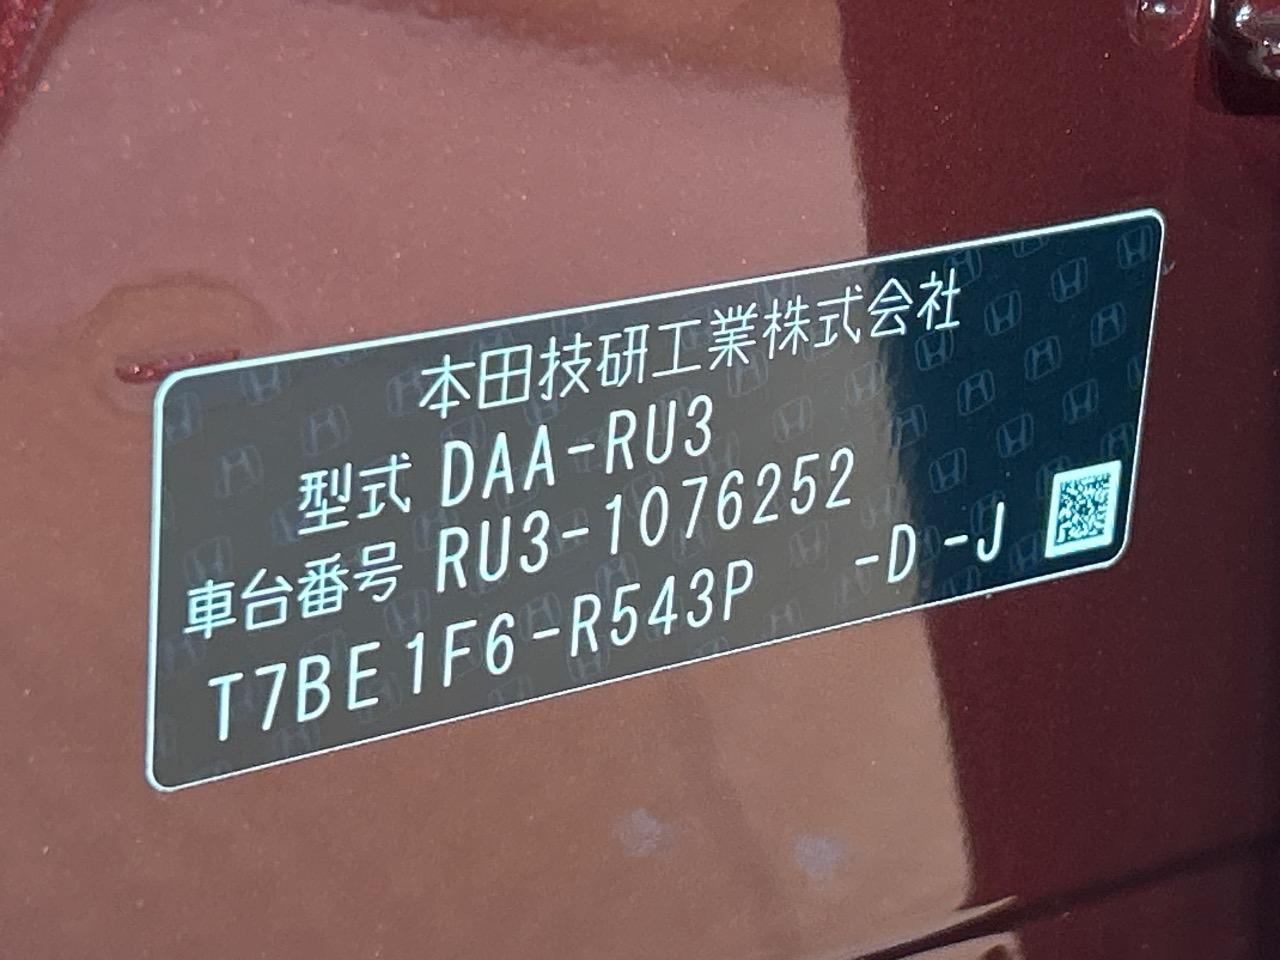 本田技研工業株式会社
型式 DAA-RU3
車台番号 RU3-1076252
T7BE1F6-R543P -D -J